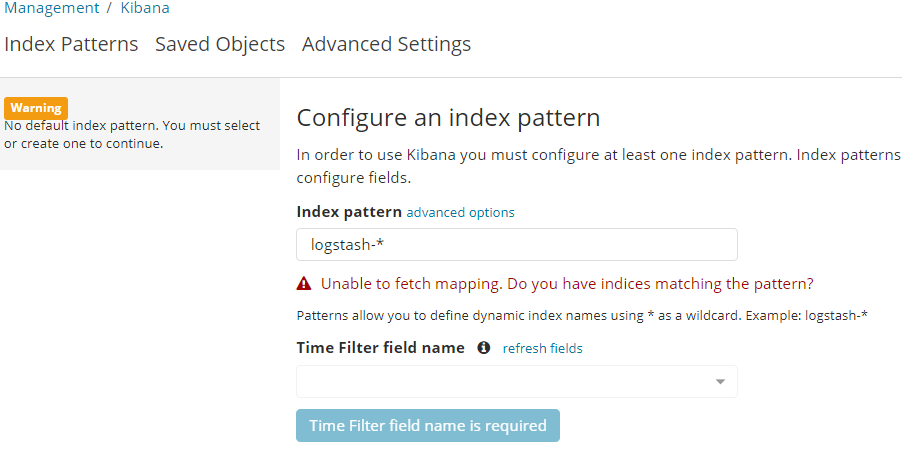 Management / Kibana
Index Patterns Saved Objects Advanced Settings
Warning
No default index pattern. You must select
or create one to continue.
Configure an index pattern
In order to use Kibana you must configure at least one index pattern. Index patterns
configure fields.
Index pattern advanced options
logstash-*
Unable to fetch mapping. Do you have indices matching the pattern?
Patterns allow you to define dynamic index names using * as a wildcard. Example: logstash-*
Time Filter field name refresh fields
Time Filter field name is required